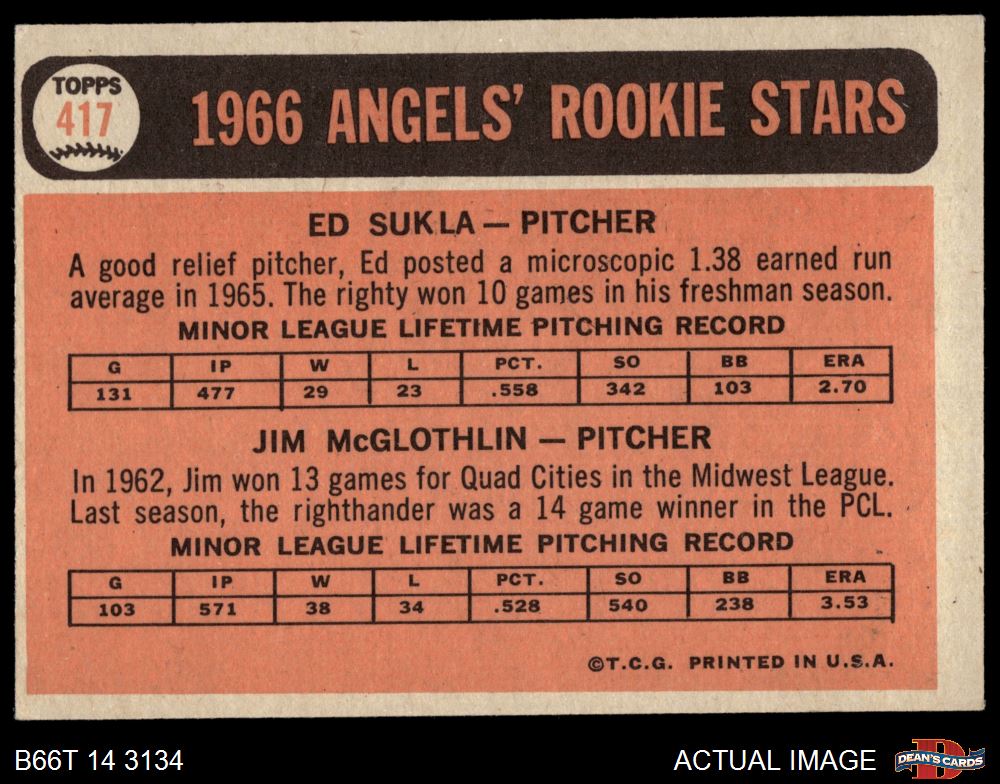 TOPPS
417
1966 ANGELS' ROOKIE STARS
ED SUKLA — PITCHER
A good relief pitcher, Ed posted a microscopic 1.38 earned run
average in 1965. The righty won 10 games in his freshman season.
MINOR LEAGUE LIFETIME PITCHING RECORD
G IP W L PCT. SO BB ERA
131 477 29 23 .558 342 103 2.70
JIM McGLOTHLIN — PITCHER
In 1962, Jim won 13 games for Quad Cities in the Midwest League.
Last season, the righthander was a 14 game winner in the PCL.
MINOR LEAGUE LIFETIME PITCHING RECORD
G IP W L PCT. SO BB ERA
103 571 38 34 .528 540 238 3.53
©T.C.G. PRINTED IN U.S.A.
B66T 14 3134
ACTUAL IMAGE
DEAN'S CARDS